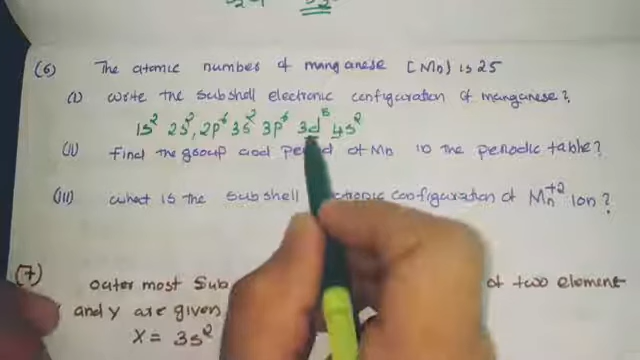 (6) The atomic number of manganese [Mn] is 25
(i) write the subshell electronic configuration of manganese?
1s² 2s², 2p⁶ 3s² 3p⁶ 3d⁵ 4s²
(ii) Find the group and period of Mn in the periodic table?
(iii) what is the subshell electronic configuration of Mn⁺² Ion?
(7) outer most Sub of two element
and y are given
X = 3s²